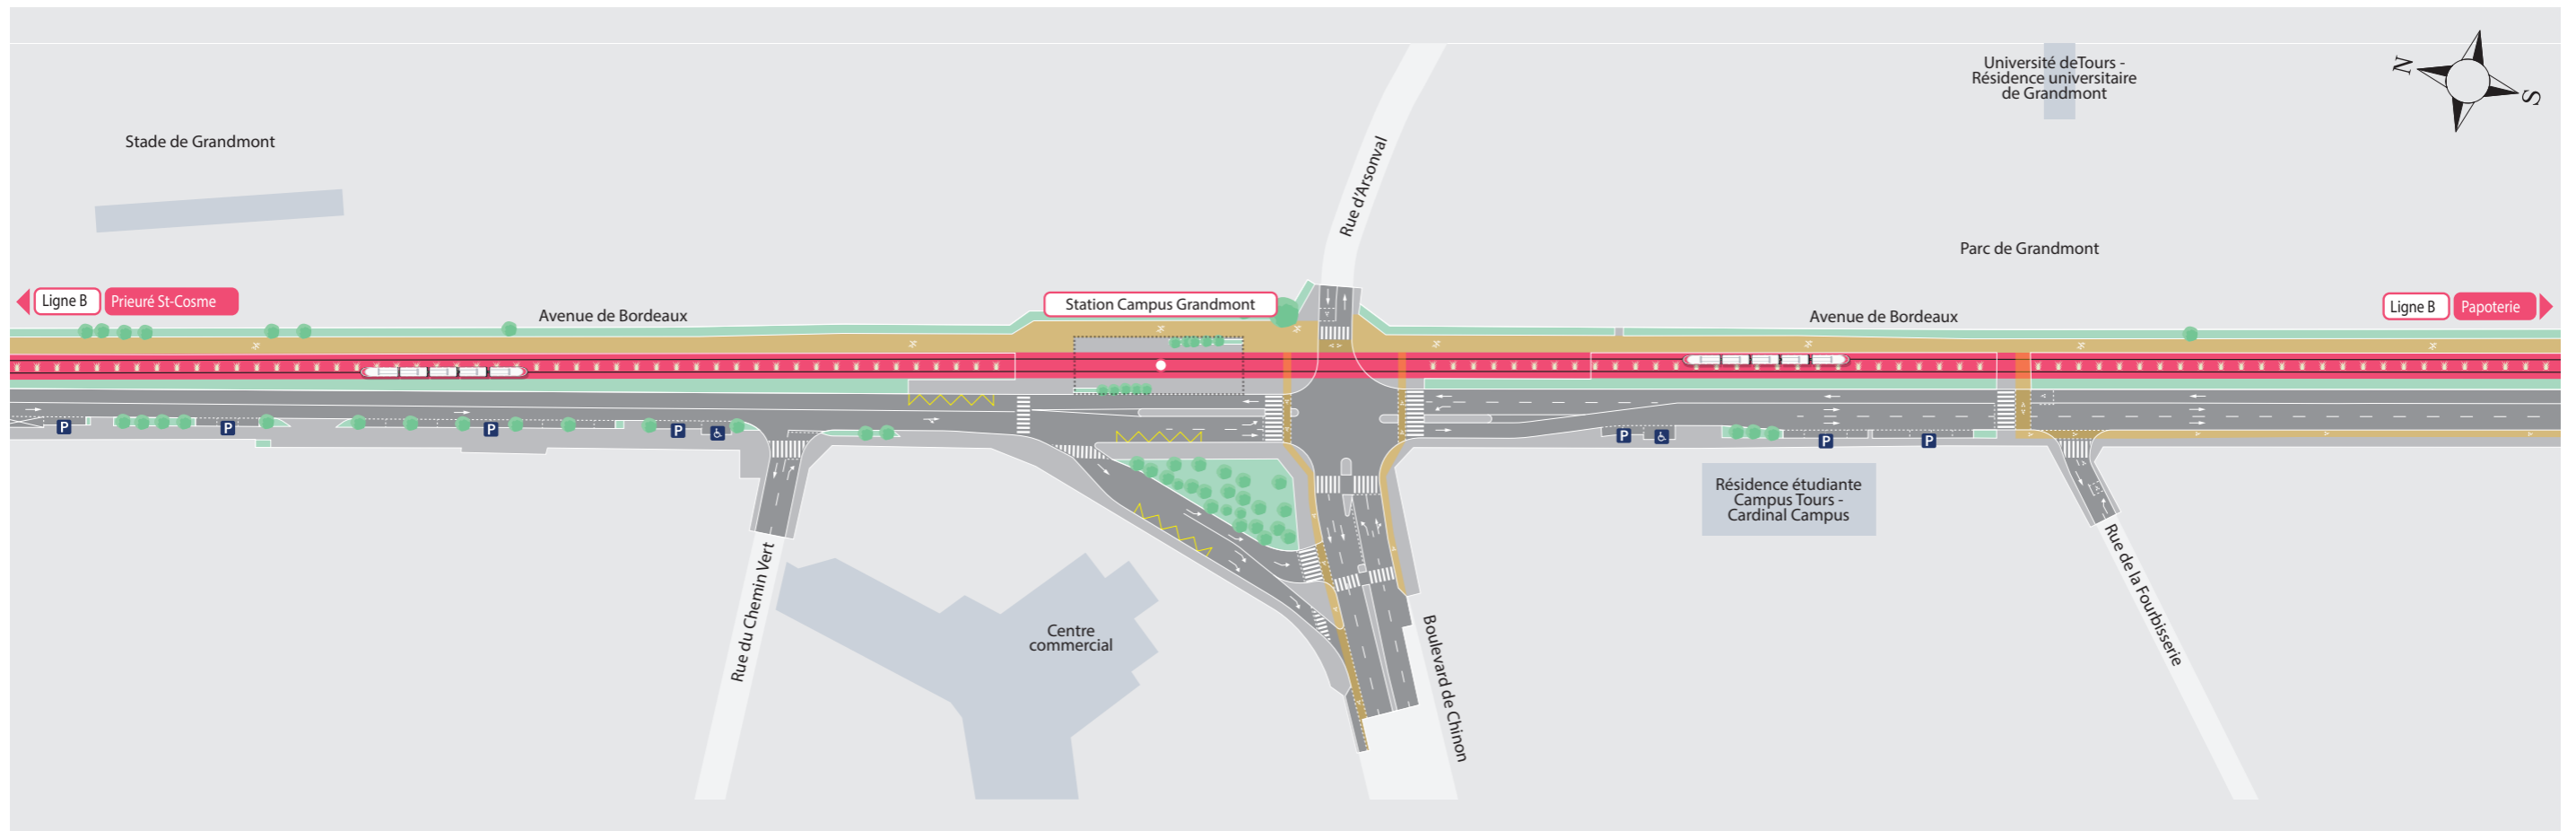 Université deTours -
Résidence universitaire
de Grandmont
N
S
Stade de Grandmont
Rue d'Arsonval
Parc de Grandmont
Ligne B
Prieuré St-Cosme
Avenue de Bordeaux
Station Campus Grandmont
Avenue de Bordeaux
Ligne B
Papoterie
P
P
P
P
P
P
P
Résidence étudiante
Campus Tours -
Cardinal Campus
Rue du Chemin Vert
Centre
commercial
Boulevard de Chinon
Rue de la Fourbisserie